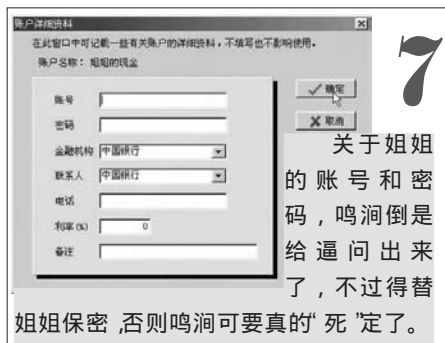 账户详细资料
在此窗口中可记载一些有关账户的详细资料，不填写也不影响使用。
账户名称： 姐姐的现金
账号
确定
密码
取消
金融机构 中国银行
联系人 中国银行
电话
利率(%) 0
备注
7
关于姐姐
的账号和密
码，鸣涧倒是
给逼问出来
了，不过得替
姐姐保密，否则鸣涧可要真的“死”定了。